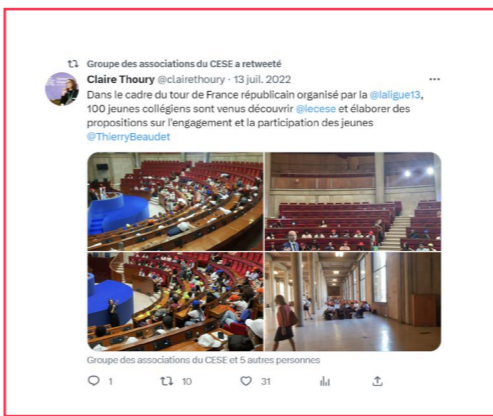 Groupe des associations du CESE a retweeté
Claire Thoury @clairethoury · 13 juil. 2022
Dans le cadre du tour de France républicain organisé par la @laligue13,
100 jeunes collégiens sont venus découvrir @lecese et élaborer des
propositions sur l'engagement et la participation des jeunes
@ThierryBeaudet
Groupe des associations du CESE et 5 autres personnes
1 10 31